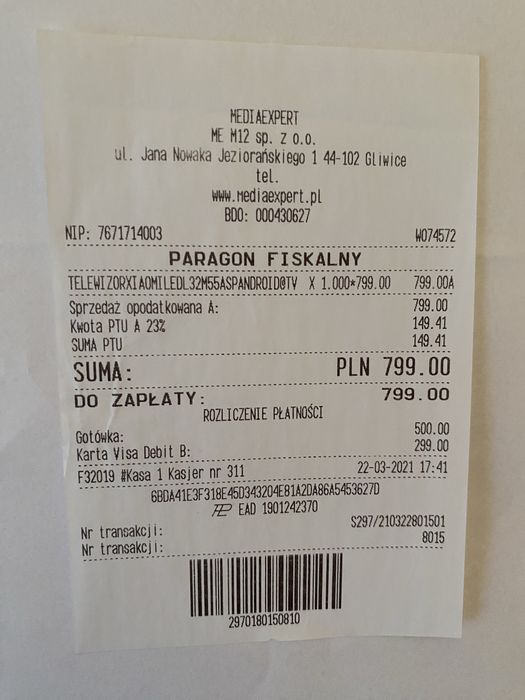 MEDIAEXPERT
ME M12 sp. z o.o.
ul. Jana Nowaka Jeziorańskiego 1 44-102 Gliwice
tel.
www.mediaexpert.pl
BDO: 000430627
NIP: 7671714003 W074572
PARAGON FISKALNY
TELEWIZORXIAOMILEDL32M55ASPANDROID@TV X 1.000*799.00 799.00A
Sprzedaż opodatkowana A: 799.00
Kwota PTU A 23% 149.41
SUMA PTU 149.41
SUMA: PLN 799.00
DO ZAPŁATY: 799.00
ROZLICZENIE PŁATNOŚCI
Gotówka: 500.00
Karta Visa Debit B: 299.00
F32019 #Kasa 1 Kasjer nr 311 22-03-2021 17:41
6BDA41E3F318E45D343204E81A2DA86A5453627D
EAD 1901242370
Nr transakcji: S297/210322801501
Nr transakcji: 8015
2970180150810